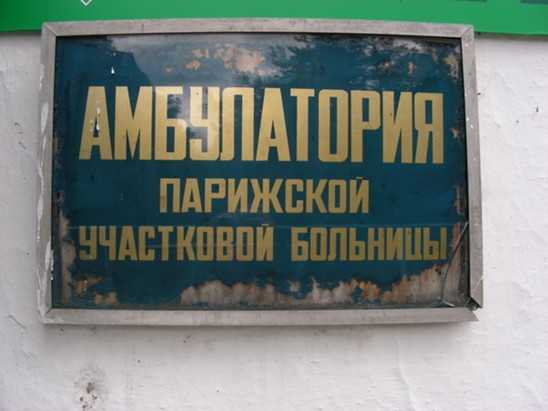 АМБУЛАТОРИЯ
ПАРИЖСКОЙ
УЧАСТКОВОЙ БОЛЬНИЦЫ